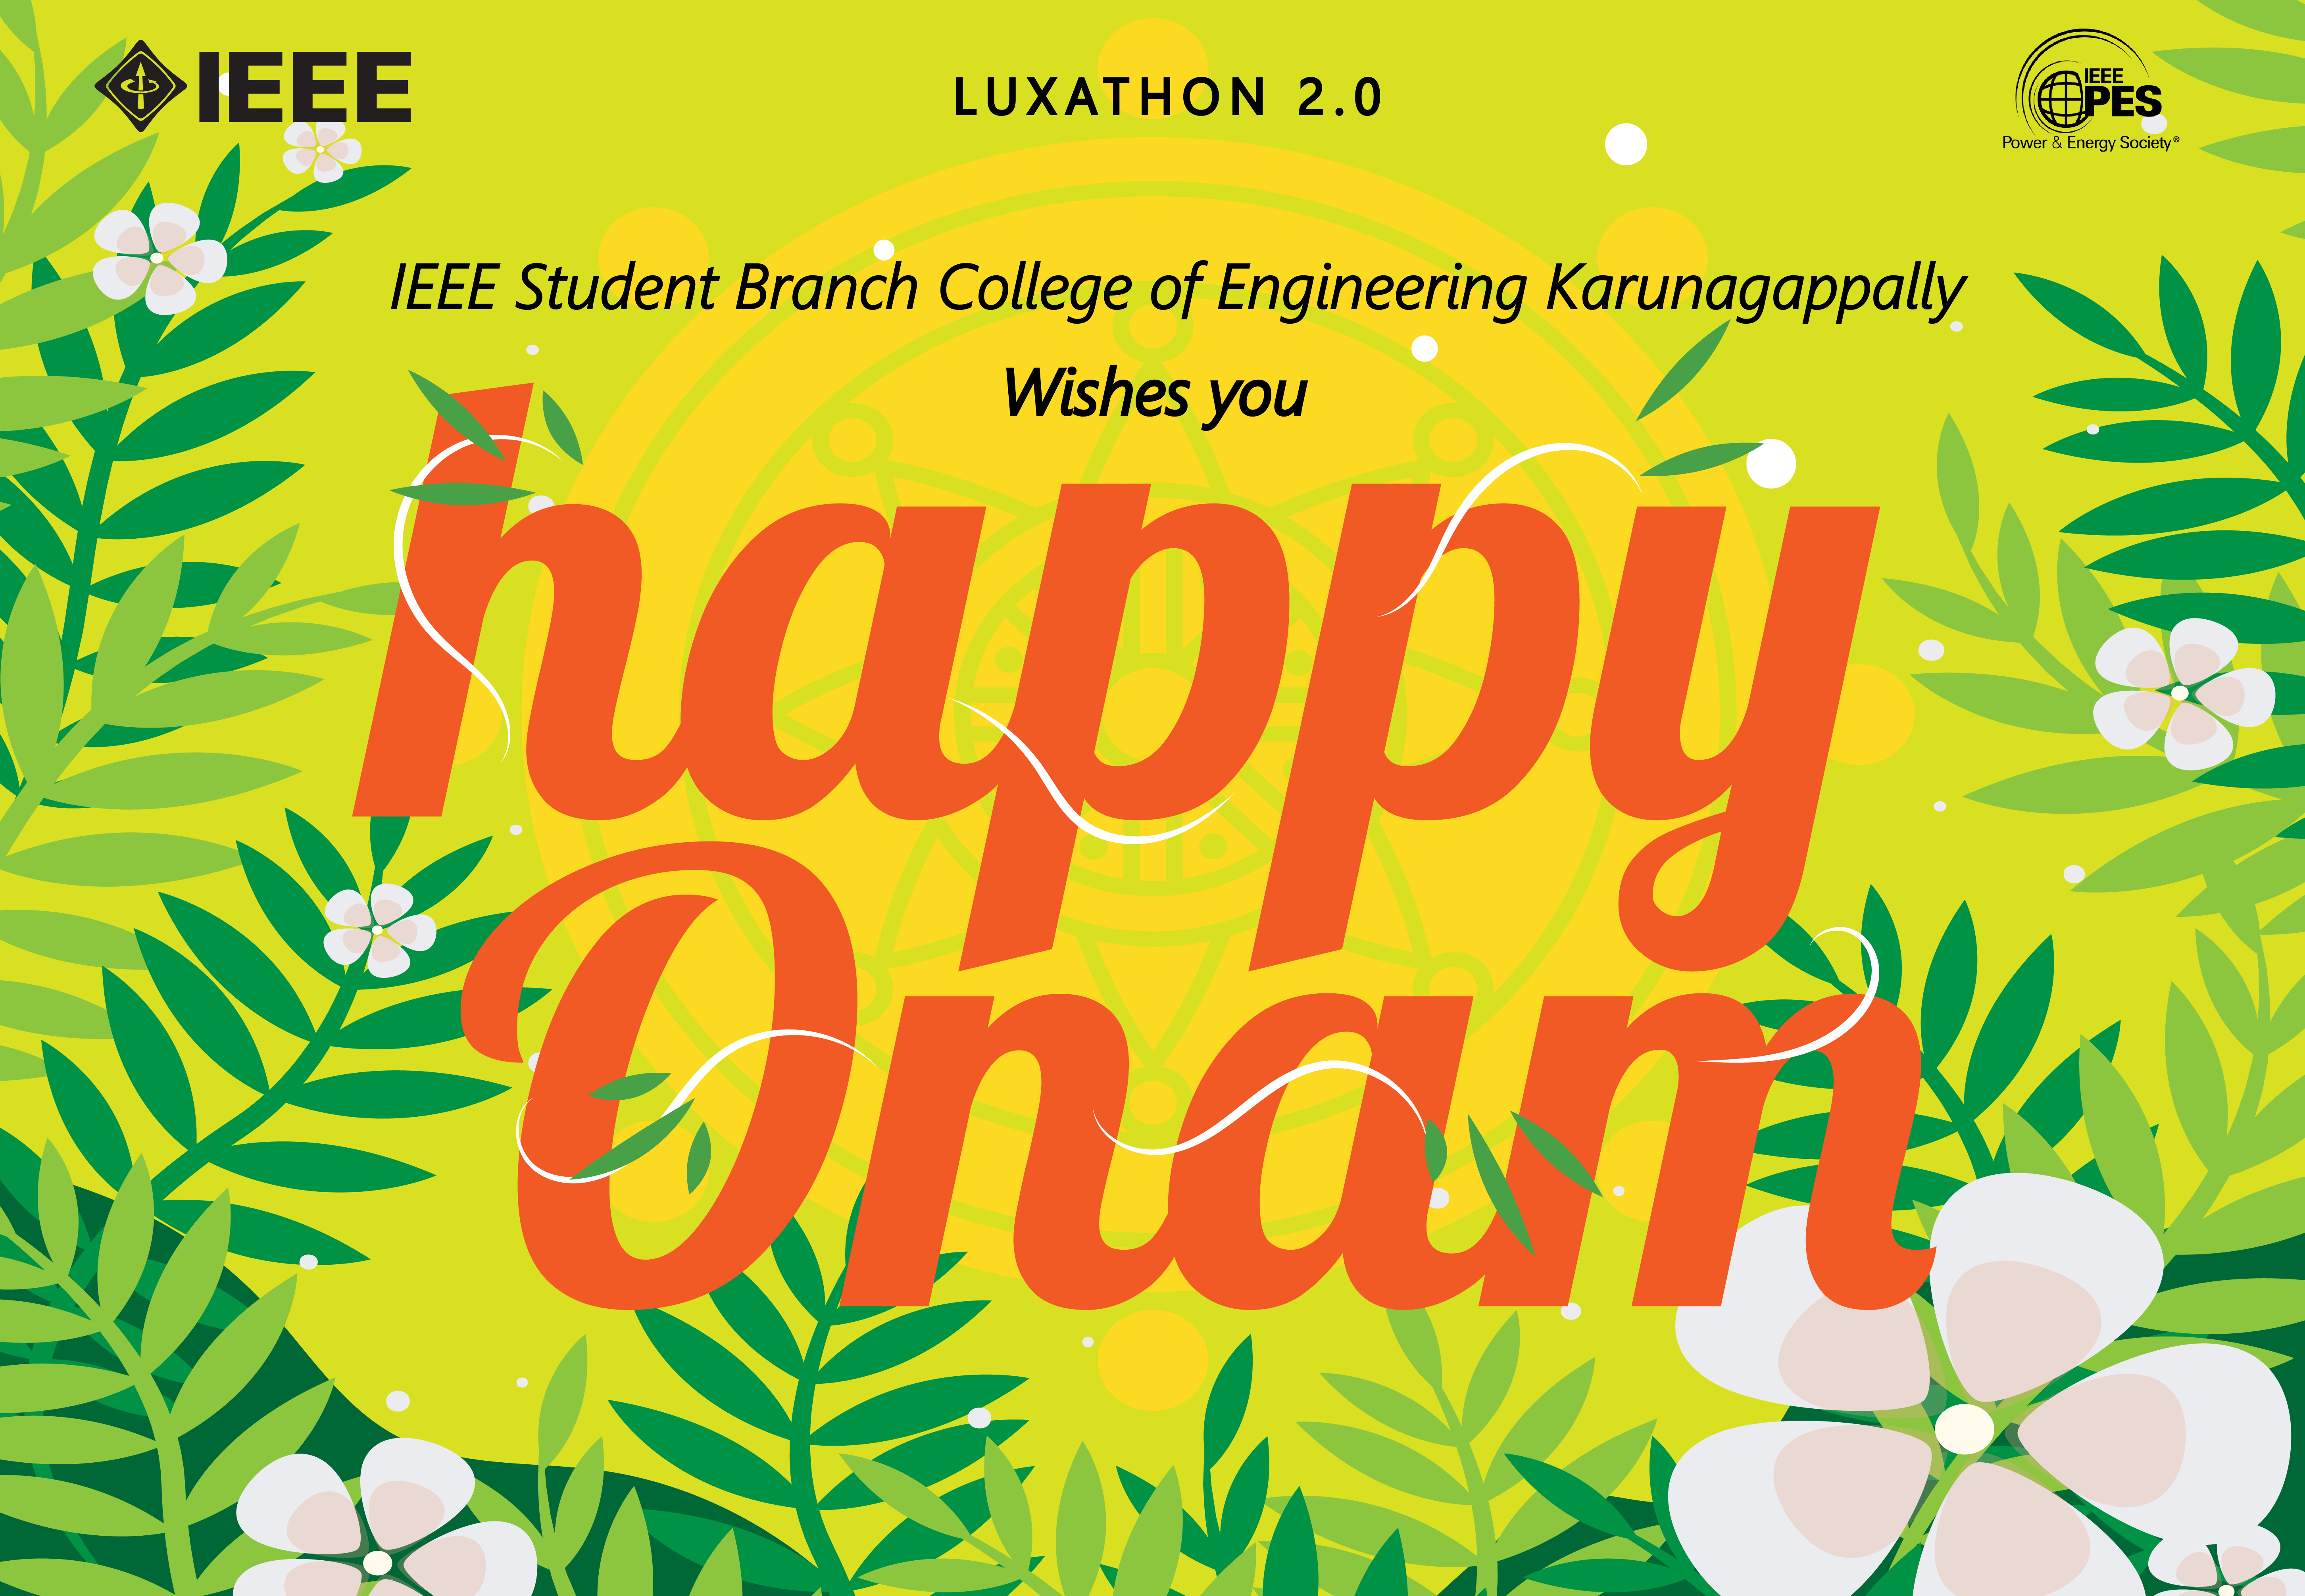 IEEE
LUXATHON 2.0
IEEE
PES
Power & Energy Society®
IEEE Student Branch College of Engineering Karunagappally
Wishes you
happy
Onam